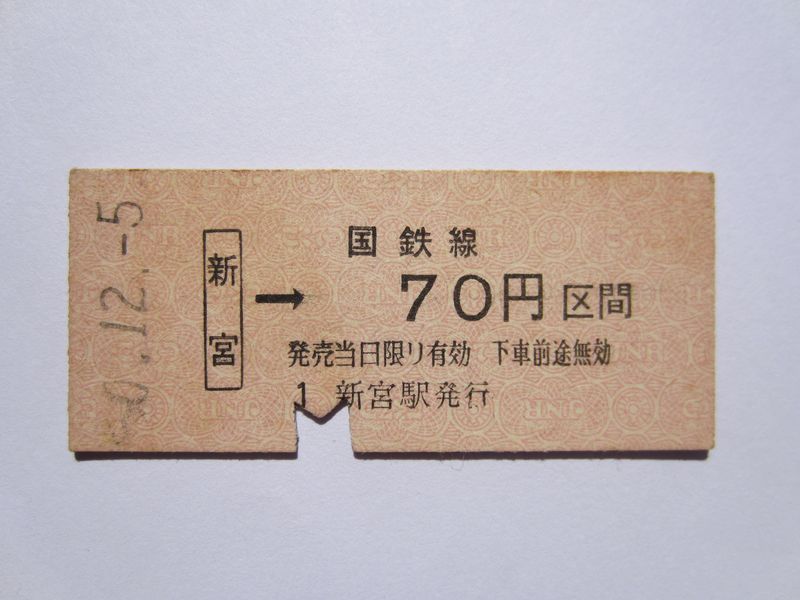 新宮
国鉄線
→ 70円区間
発売当日限り有効 下車前途無効
1 新宮駅発行
.12.-5